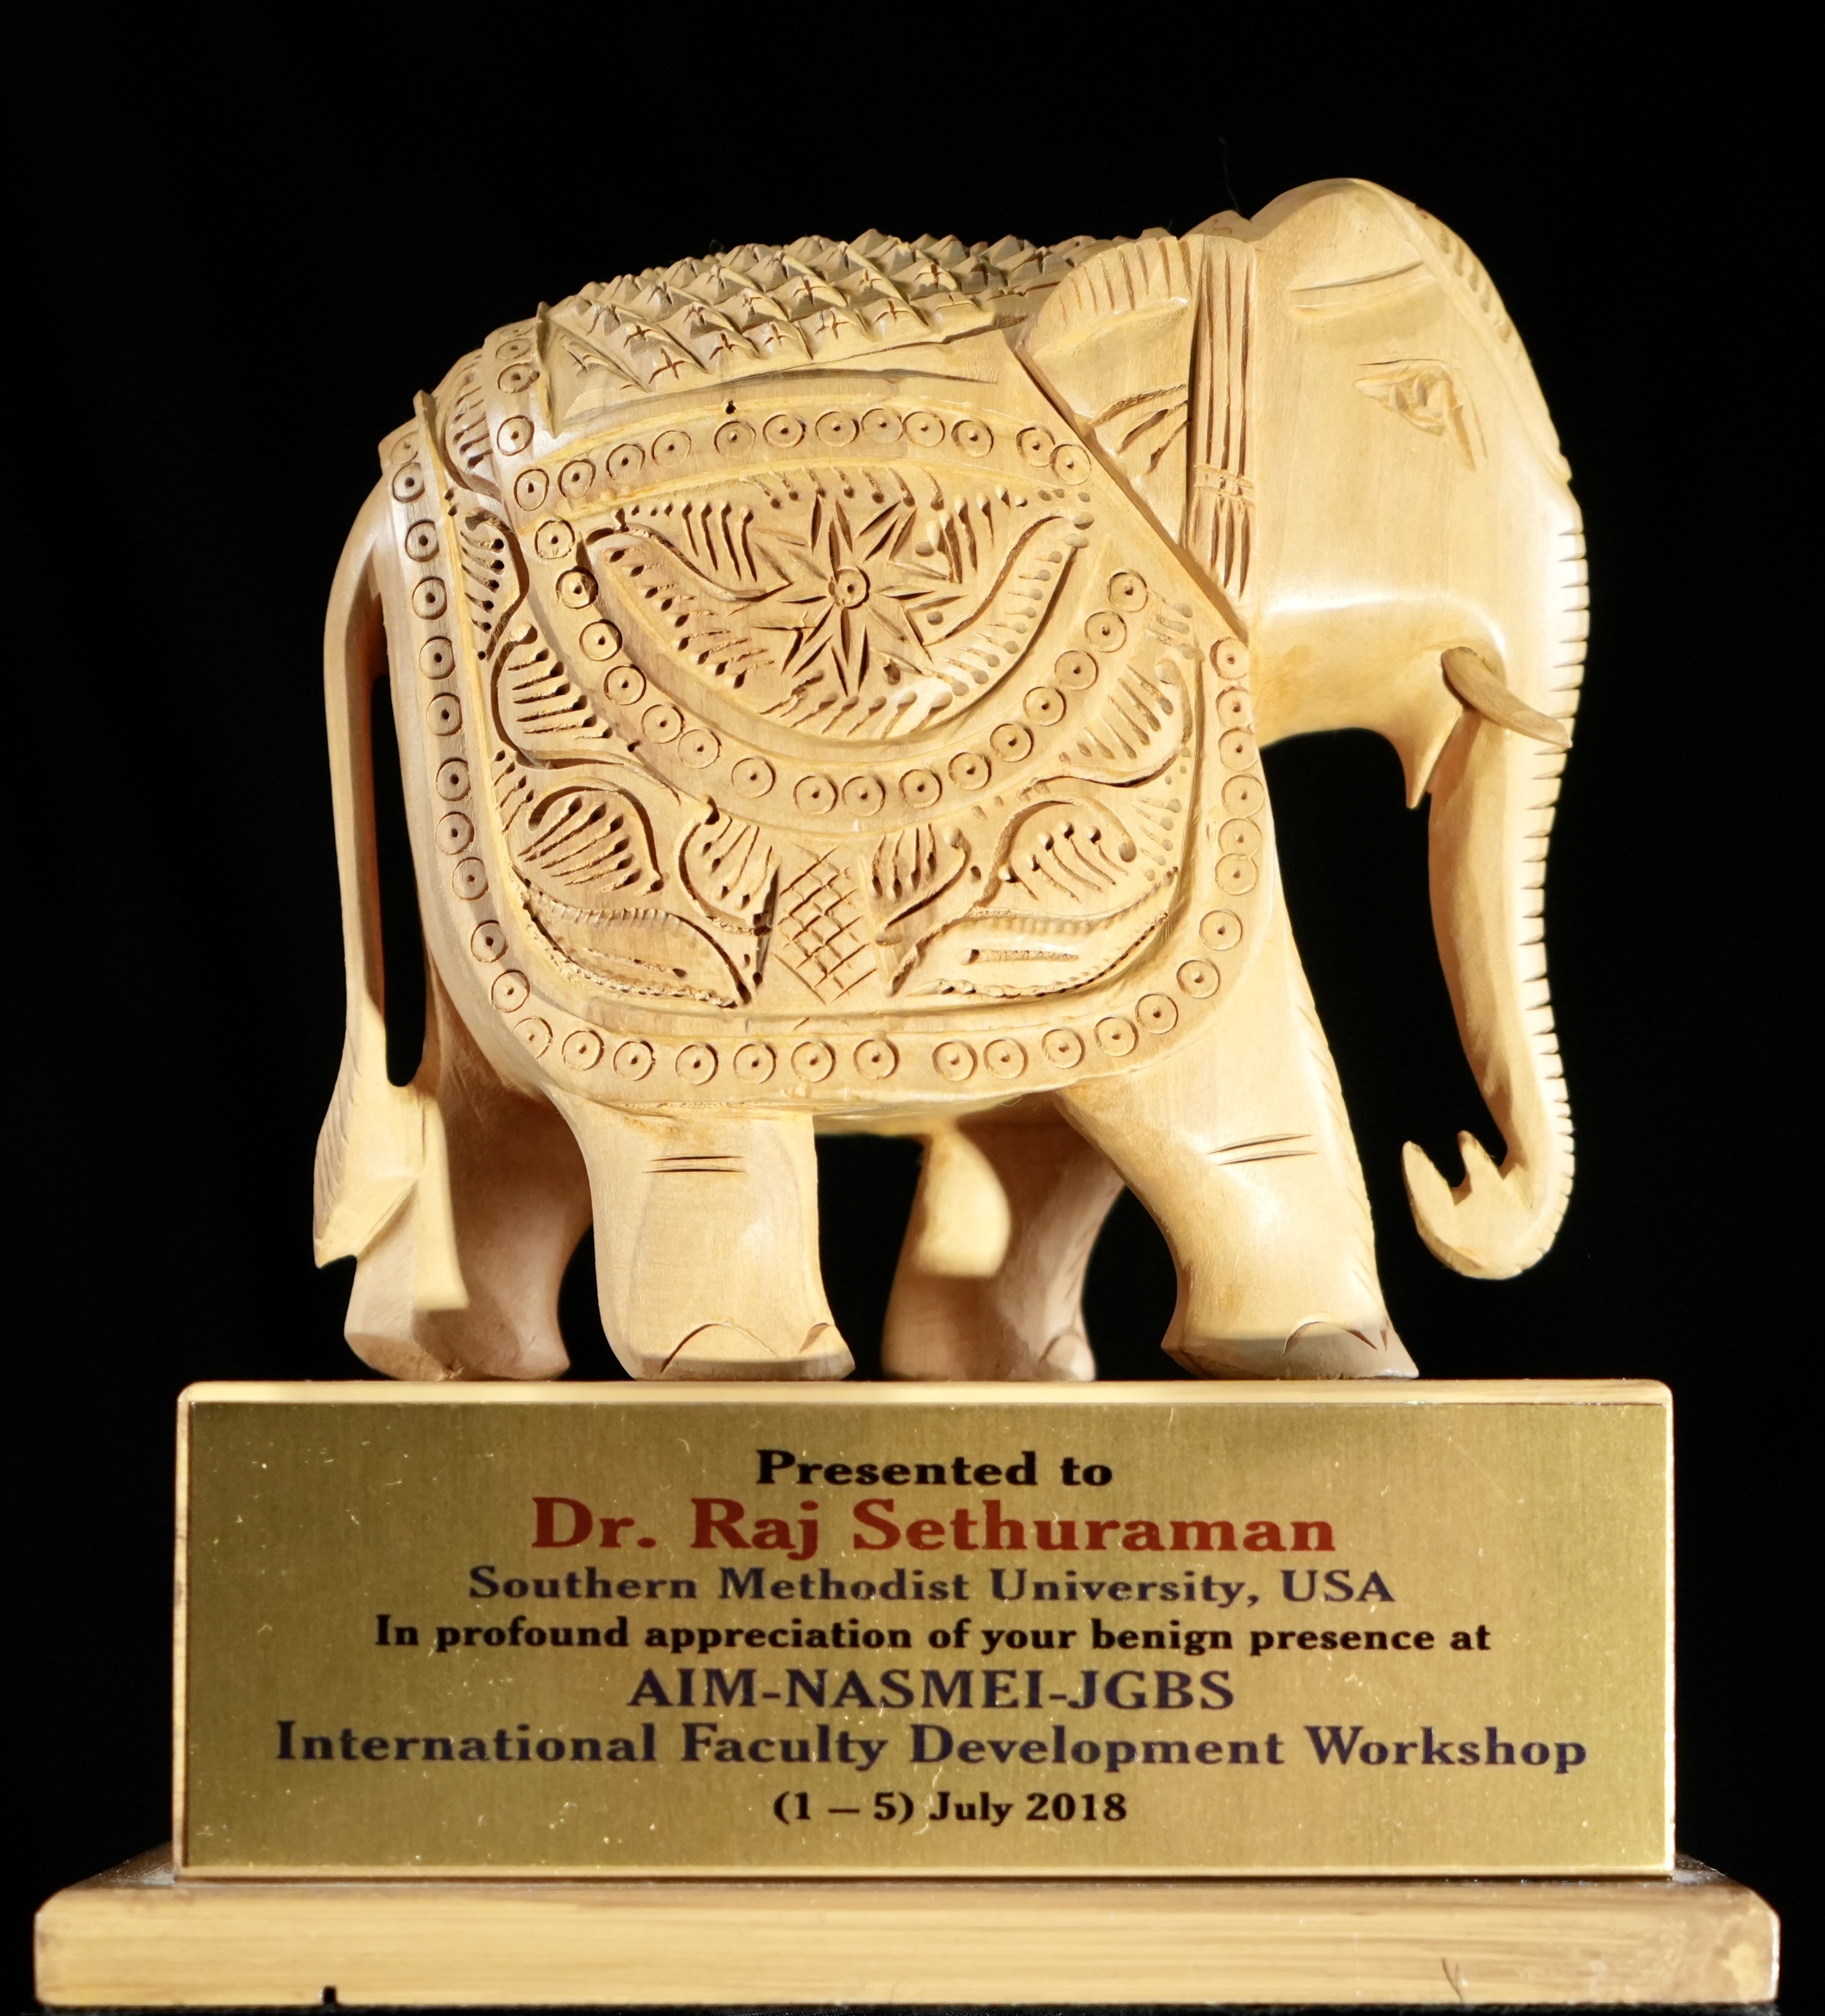 Presented to
Dr. Raj Sethuraman
Southern Methodist University, USA
In profound appreciation of your benign presence at
AIM-NASMEI-JGBS
International Faculty Development Workshop
(1 – 5) July 2018